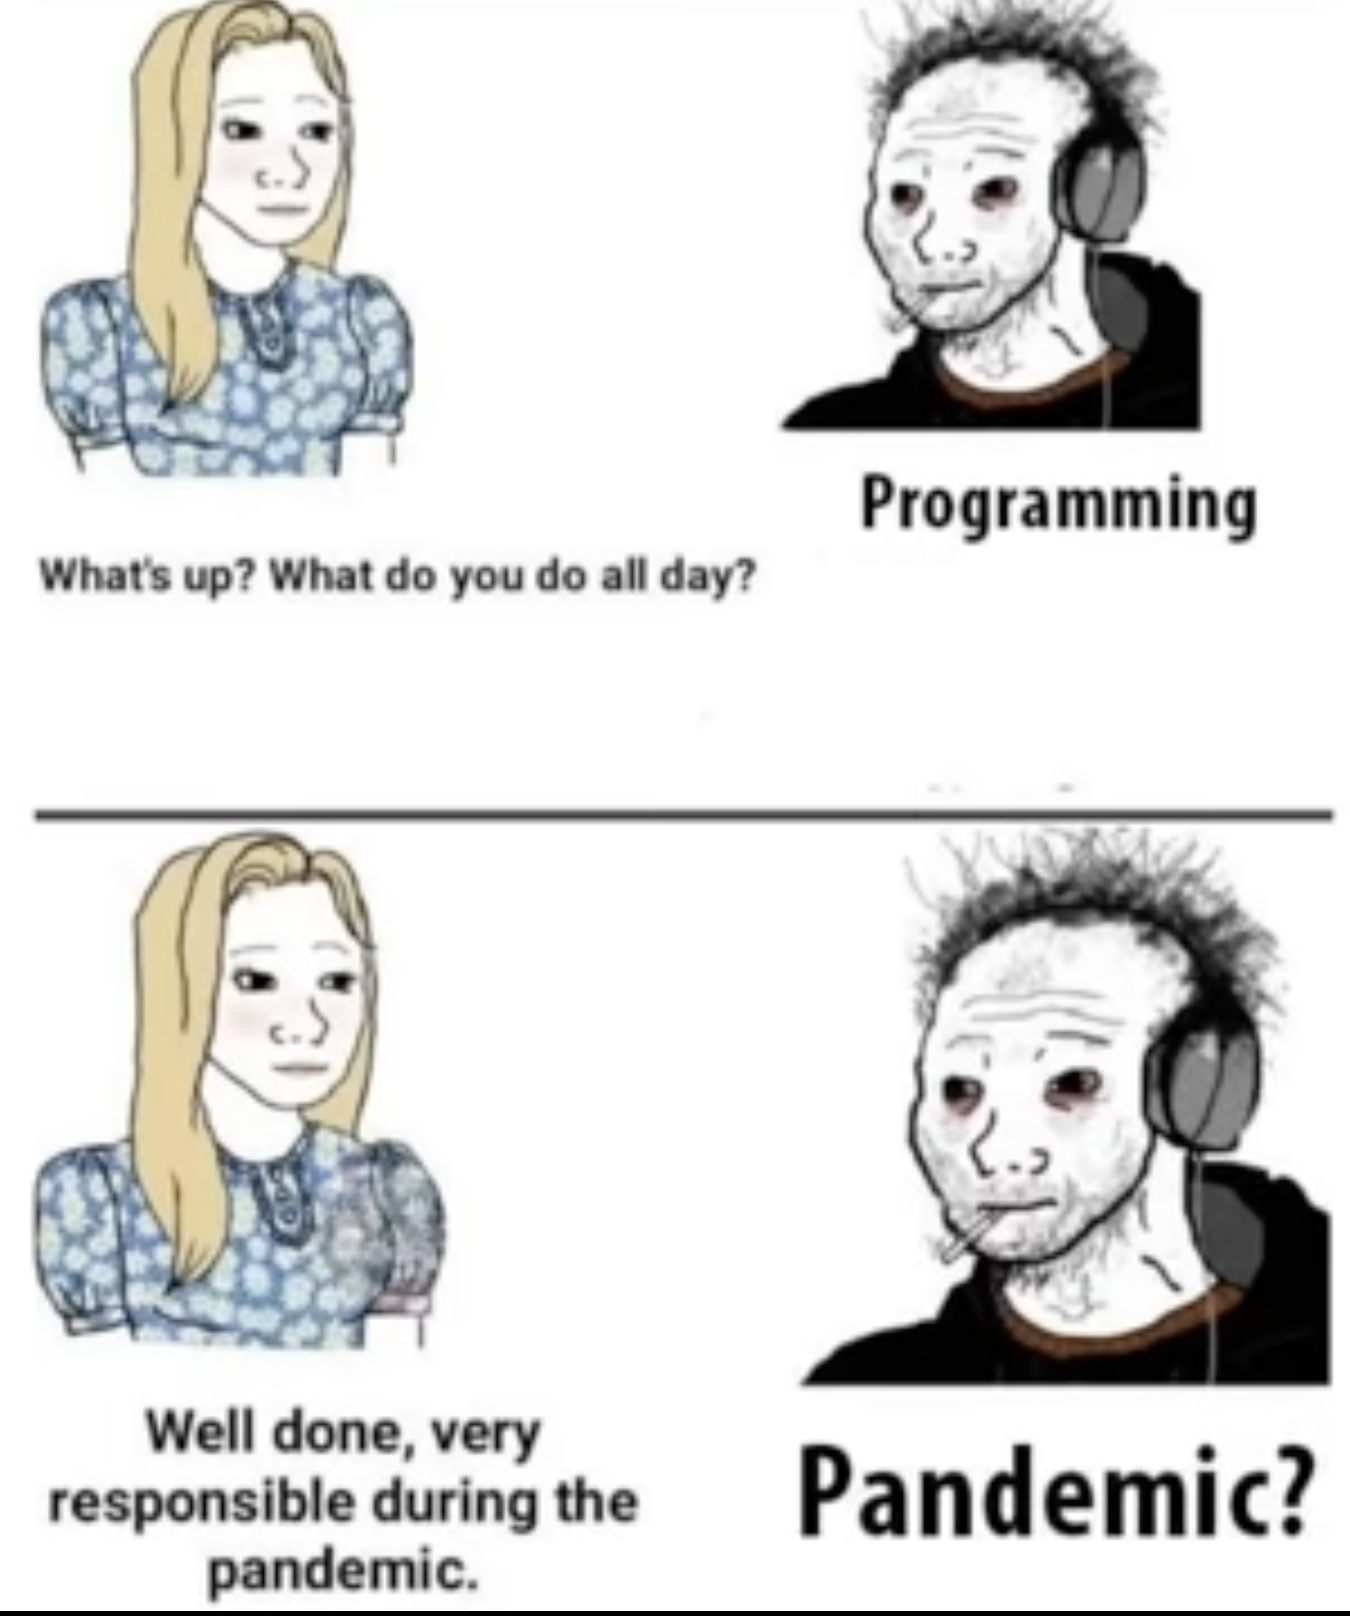 Programming
What's up? What do you do all day?
Well done, very
responsible during the
pandemic.
Pandemic?